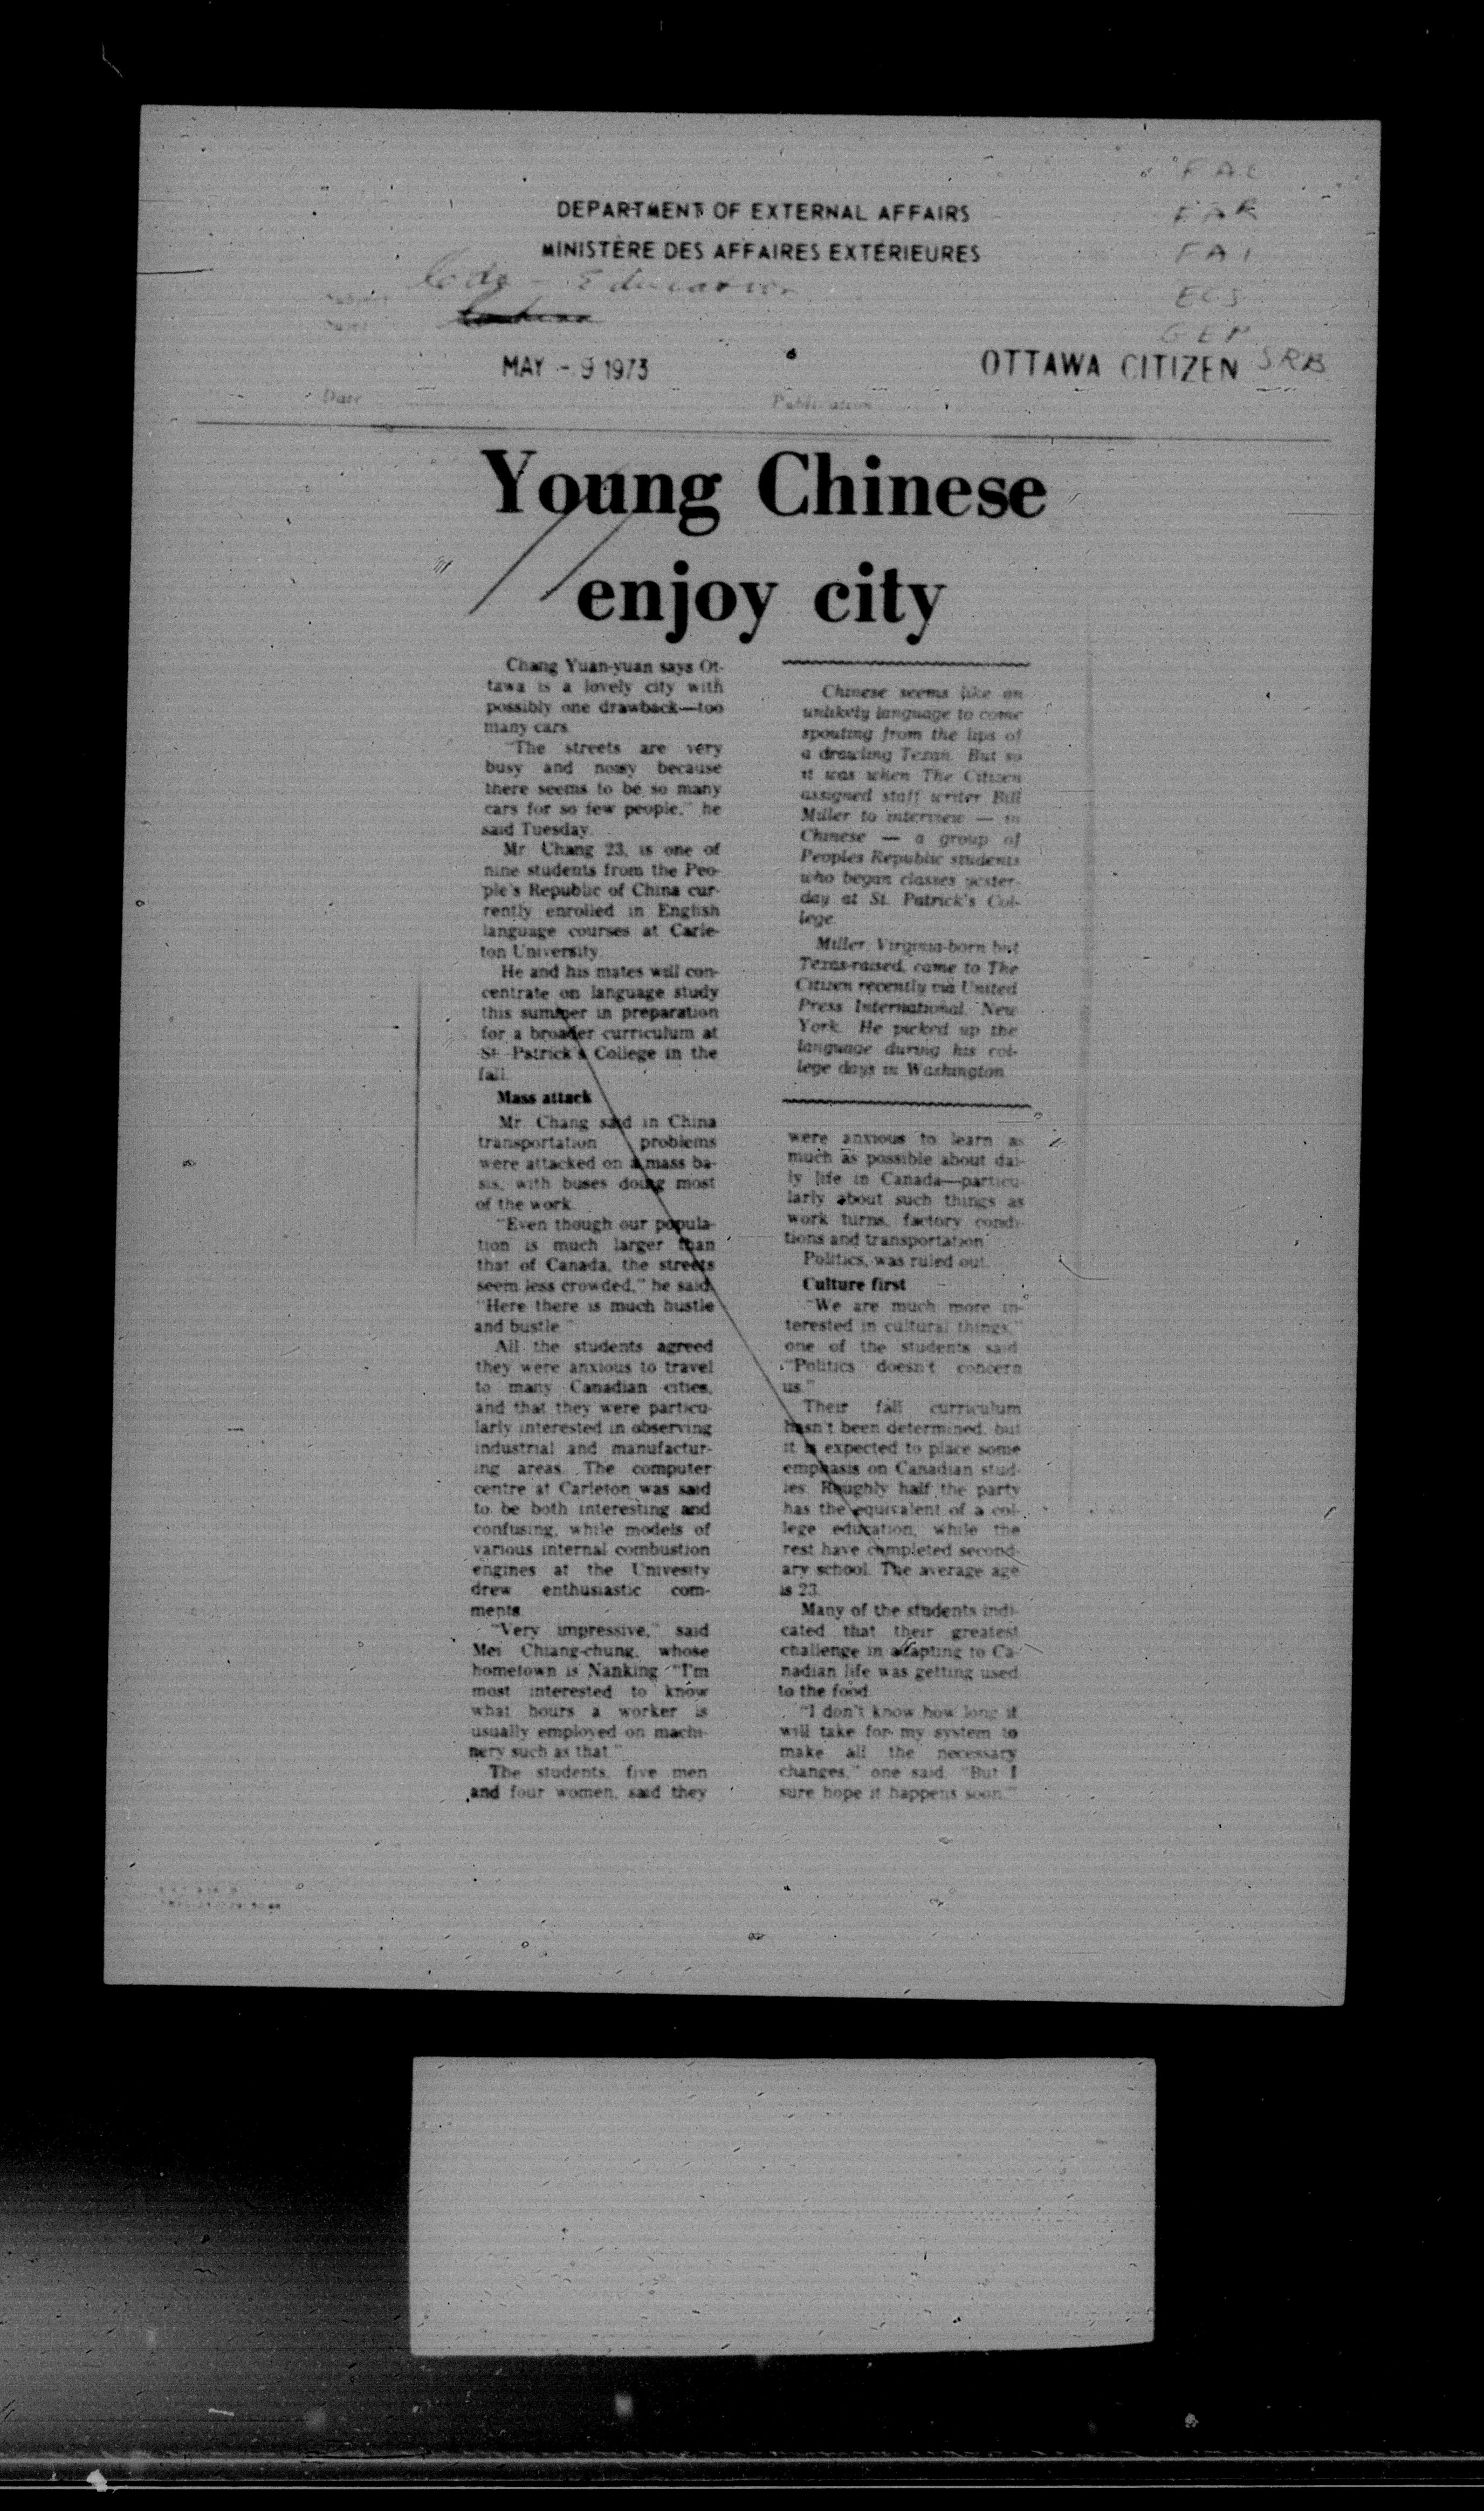 DEPARTMENT OF EXTERNAL AFFAIRS
MINISTÈRE DES AFFAIRES EXTÉRIEURES
FAR
FAI
ECS
GEP
SRB
Education
Subject
MAY - 9 1973
OTTAWA CITIZEN
Date
Publication
Young Chinese
enjoy city
Chang Yuan-yuan says Ot-
tawa is a lovely city with
possibly one drawback—too
many cars.
"The streets are very
busy and noisy because
there seems to be so many
cars for so few people," he
said Tuesday.
Mr. Chang 23, is one of
nine students from the Peo-
ple's Republic of China cur-
rently enrolled in English
language courses at Carle-
ton University.
He and his mates will con-
centrate on language study
this summer in preparation
for a broader curriculum at
St. Patrick's College in the
fall.
Mass attack
Mr. Chang said in China
transportation problems
were attacked on a mass ba-
sis, with buses doing most
of the work.
"Even though our popula-
tion is much larger than
that of Canada, the streets
seem less crowded," he said.
"Here there is much hustle
and bustle."
All the students agreed
they were anxious to travel
to many Canadian cities,
and that they were particu-
larly interested in observing
industrial and manufactur-
ing areas. The computer
centre at Carleton was said
to be both interesting and
confusing, while models of
various internal combustion
engines at the Univesity
drew enthusiastic com-
ments.
"Very impressive," said
Mei Chiang-chung, whose
hometown is Nanking. "I'm
most interested to know
what hours a worker is
usually employed on machi-
nery such as that."
The students, five men
and four women, said they
Chinese seems like an
unlikely language to come
spouting from the lips of
a drawling Texan. But so
it was when The Citizen
assigned staff writer Bill
Miller to interview — in
Chinese — a group of
Peoples Republic students
who began classes yester-
day at St. Patrick's Col-
lege.
Miller, Virginia-born but
Texas-raised, came to The
Citizen recently via United
Press International, New
York. He picked up the
language during his col-
lege days in Washington.
were anxious to learn as
much as possible about dai-
ly life in Canada—particu-
larly about such things as
work turns, factory condi-
tions and transportation.
Politics, was ruled out.
Culture first
"We are much more in-
terested in cultural things,"
one of the students said.
"Politics doesn't concern
us."
Their fall curriculum
hasn't been determined, but
it is expected to place some
emphasis on Canadian stud-
ies. Roughly half the party
has the equivalent of a col-
lege education, while the
rest have completed second-
ary school. The average age
is 23.
Many of the students indi-
cated that their greatest
challenge in adapting to Ca-
nadian life was getting used
to the food.
"I don't know how long it
will take for my system to
make all the necessary
changes," one said. "But I
sure hope it happens soon."